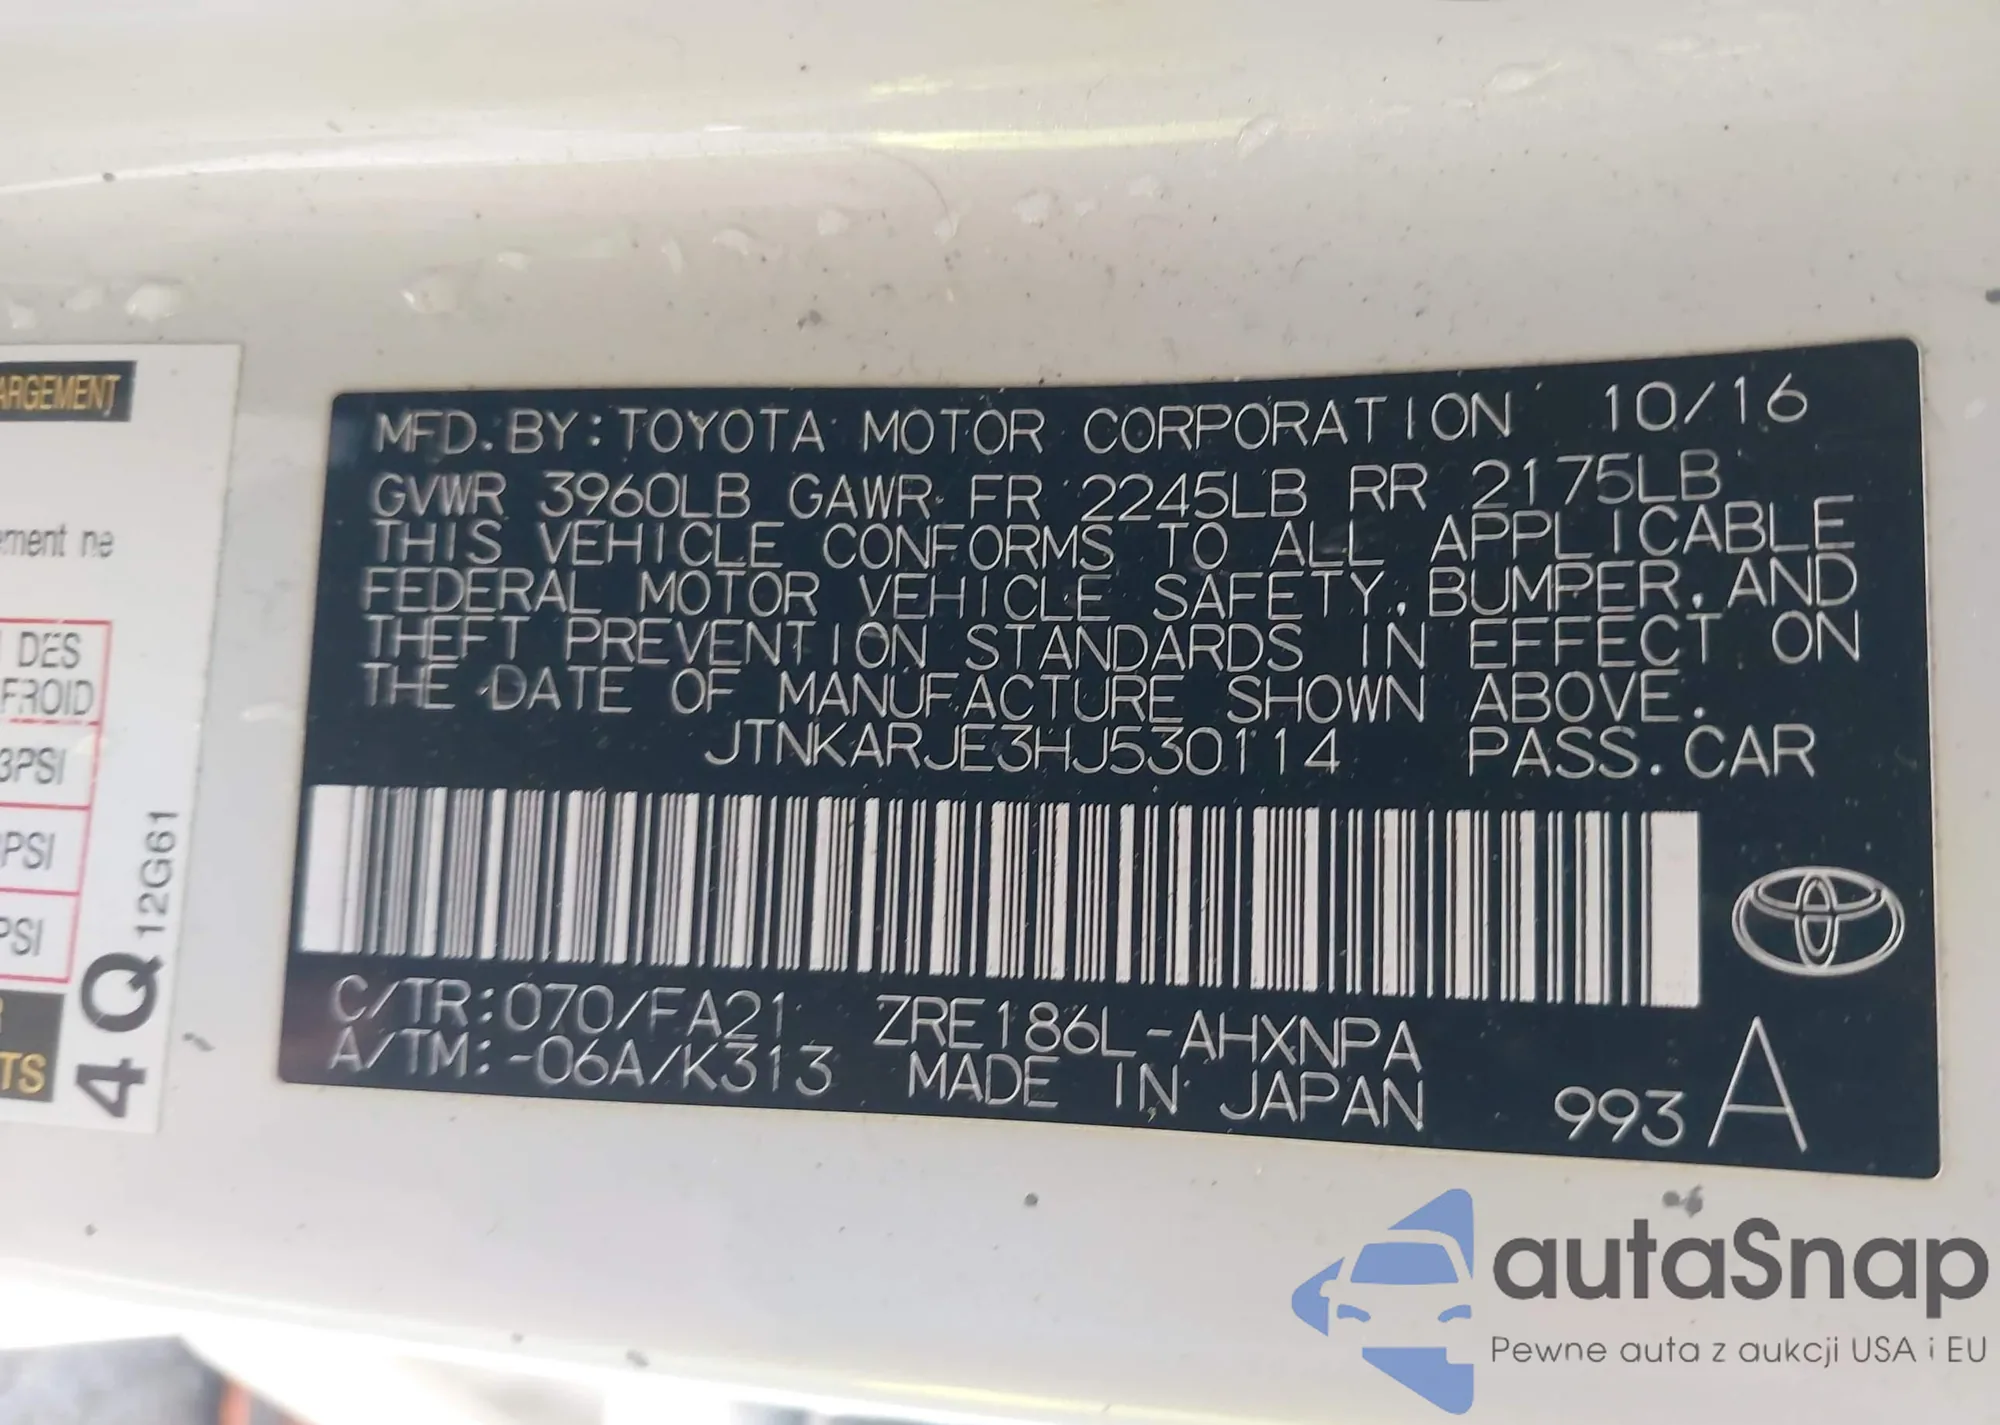 ARGEMENT
ement ne
DES
FROID
3PSI
PSI
PSI
TS
4Q 12G61
MFD. BY: TOYOTA MOTOR CORPORATION 10/16
GVWR 3960LB GAWR FR 2245LB RR 2175LB
THIS VEHICLE CONFORMS TO ALL APPLICABLE
FEDERAL MOTOR VEHICLE SAFETY, BUMPER, AND
THEFT PREVENTION STANDARDS IN EFFECT ON
THE DATE OF MANUFACTURE SHOWN ABOVE.
JTNKARJE3HJ530114 PASS. CAR
C/TR:070/FA21 ZRE186L-AHXNPA
A/TM:-06A/K313 MADE IN JAPAN 993 A
autaSnap
Pewne auta z aukcji USA i EU